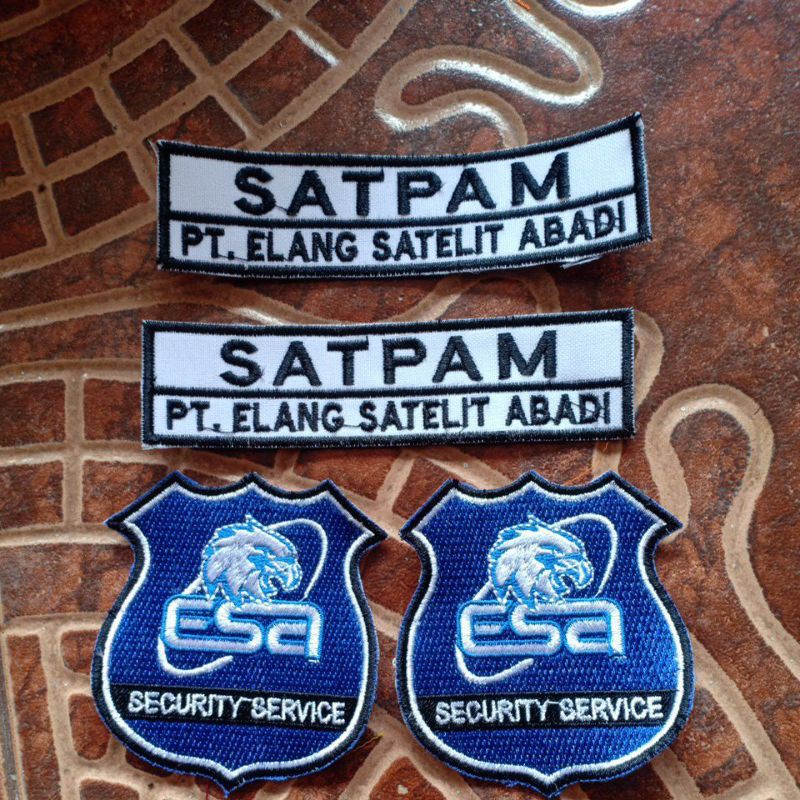 SATPAM
PT. ELANG SATELIT ABADI
SATPAM
PT. ELANG SATELIT ABADI
esa
SECURITY SERVICE
esa
SECURITY SERVICE